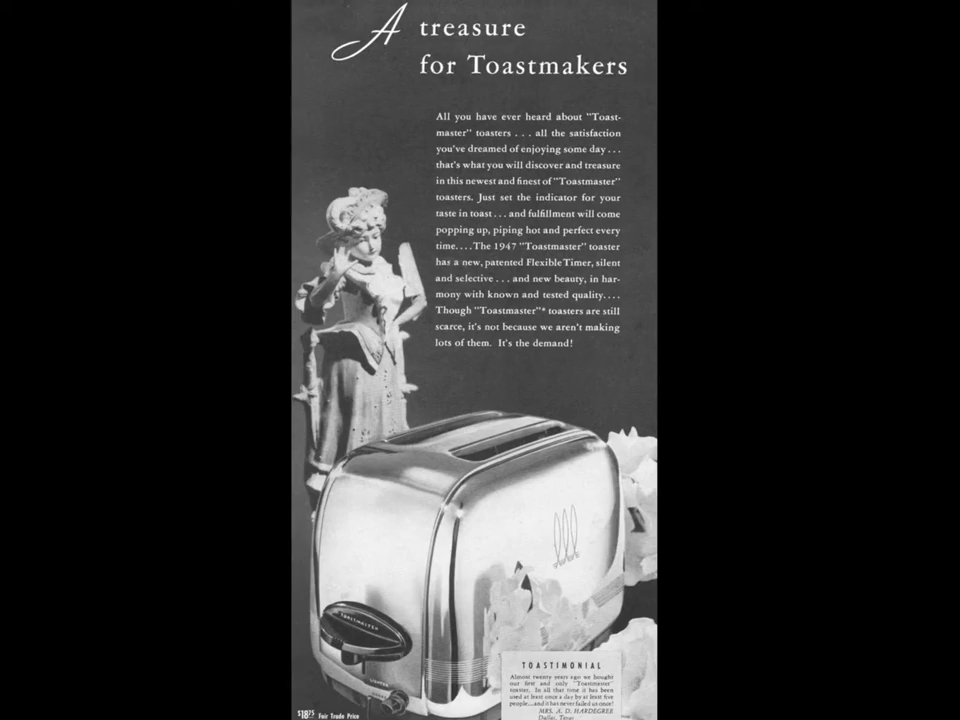 A treasure
for Toastmakers
All you have ever heard about "Toast-
master" toasters . . . all the satisfaction
you've dreamed of enjoying some day . . .
that's what you will discover and treasure
in this newest and finest of "Toastmaster"
toasters. Just set the indicator for your
taste in toast . . . and fulfillment will come
popping up, piping hot and perfect every
time. . . . The 1947 "Toastmaster" toaster
has a new, patented Flexible Timer, silent
and selective . . . and new beauty, in har-
mony with known and tested quality. . . .
Though "Toastmaster"* toasters are still
scarce, it's not because we aren't making
lots of them. It's the demand!
TOASTMASTER
TOASTIMONIAL
Almost twenty years ago we bought
our first and only "Toastmaster"
toaster. In all that time it has been
used at least once a day by at least five
people...and it has never failed us once!
MRS. A. D. HARDEGREE
Dallas, Texas
$18.75 Fair Trade Price